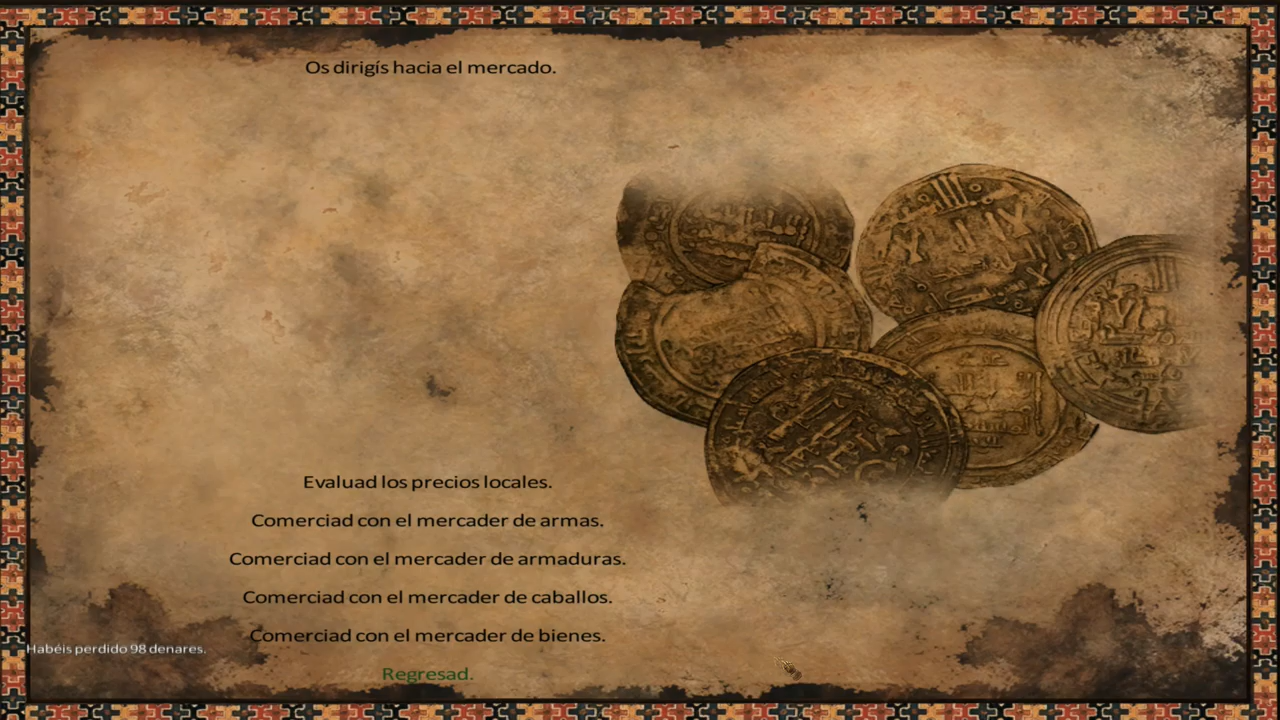 Os dirigís hacia el mercado.
Evaluad los precios locales.
Comerciad con el mercader de armas.
Comerciad con el mercader de armaduras.
Comerciad con el mercader de caballos.
Comerciad con el mercader de bienes.
Habéis perdido 98 denares.
Regresad.